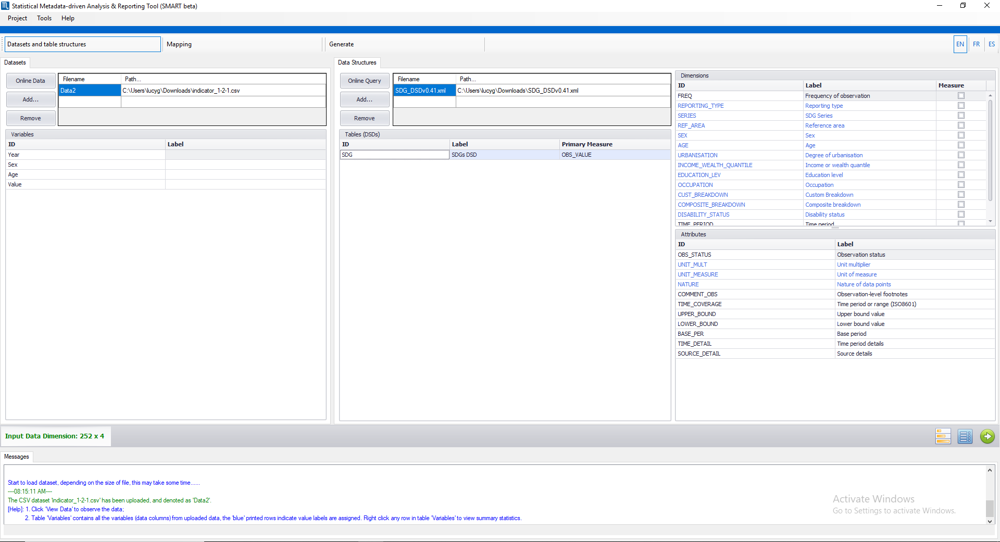 Statistical Metadata-driven Analysis & Reporting Tool (SMART beta)
Project Tools Help
Datasets and table structures Mapping Generate EN FR ES
Datasets
Online Data
Add...
Remove
Filename Path...
Data2 C:\Users\lucyg\Downloads\indicator_1-2-1.csv
Variables
ID Label
Year
Sex
Age
Value
Data Structures
Online Query
Add...
Remove
Filename Path...
SDG_DSDv0.41.xml C:\Users\lucyg\Downloads\SDG_DSDv0.41.xml
Tables (DSDs)
ID Label Primary Measure
SDG SDGs DSD OBS_VALUE
Dimensions
ID Label Measure
FREQ Frequency of observation
REPORTING_TYPE Reporting type
SERIES SDG Series
REF_AREA Reference area
SEX Sex
AGE Age
URBANISATION Degree of urbanisation
INCOME_WEALTH_QUANTILE Income or wealth quantile
EDUCATION_LEV Education level
OCCUPATION Occupation
CUST_BREAKDOWN Custom Breakdown
COMPOSITE_BREAKDOWN Composite breakdown
DISABILITY_STATUS Disability status
TIME_PERIOD Time period
Attributes
ID Label
OBS_STATUS Observation status
UNIT_MULT Unit multiplier
UNIT_MEASURE Unit of measure
NATURE Nature of data points
COMMENT_OBS Observation-level footnotes
TIME_COVERAGE Time period or range (ISO8601)
UPPER_BOUND Upper bound value
LOWER_BOUND Lower bound value
BASE_PER Base period
TIME_DETAIL Time period details
SOURCE_DETAIL Source details
Input Data Dimension: 252 x 4
Messages
Start to load dataset, depending on the size of file, this may take some time......
----08:15:11 AM----
The CSV dataset 'indicator_1-2-1.csv' has been uploaded, and denoted as 'Data2'.
[Help]: 1. Click 'View Data' to observe the data;
2. Table 'Variables' contains all the variables (data columns) from uploaded data, the 'blue' printed rows indicate value labels are assigned. Right click any row in table 'Variables' to view summary statistics.
Activate Windows
Go to Settings to activate Windows.